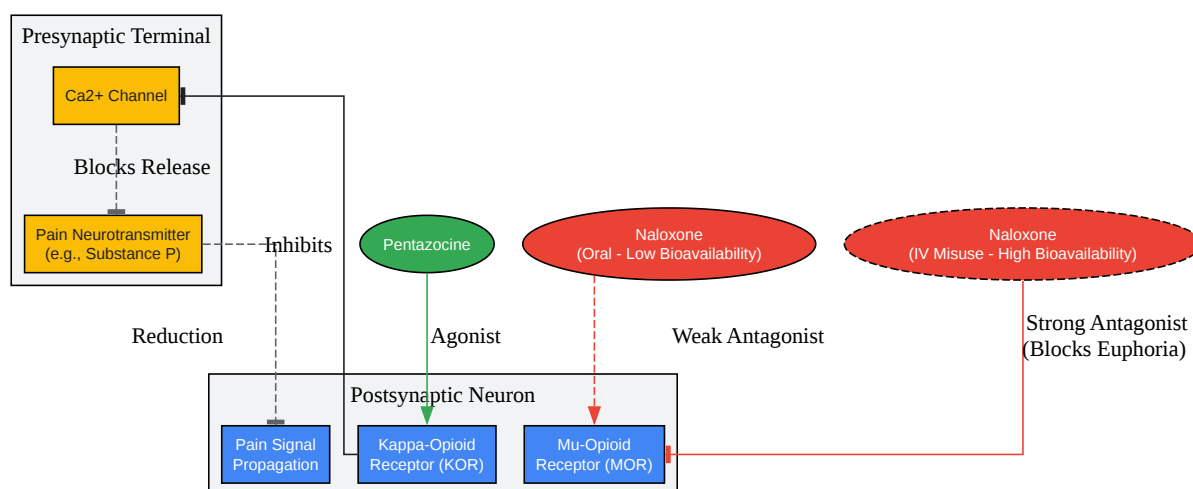 Presynaptic Terminal
Ca2+ Channel
Blocks Release
Pain Neurotransmitter
(e.g., Substance P)
Inhibits
Pentazocine
Naloxone
(Oral - Low Bioavailability)
Naloxone
(IV Misuse - High Bioavailability)
Reduction
Agonist
Weak Antagonist
Strong Antagonist
(Blocks Euphoria)
Postsynaptic Neuron
Pain Signal
Propagation
Kappa-Opioid
Receptor (KOR)
Mu-Opioid
Receptor (MOR)